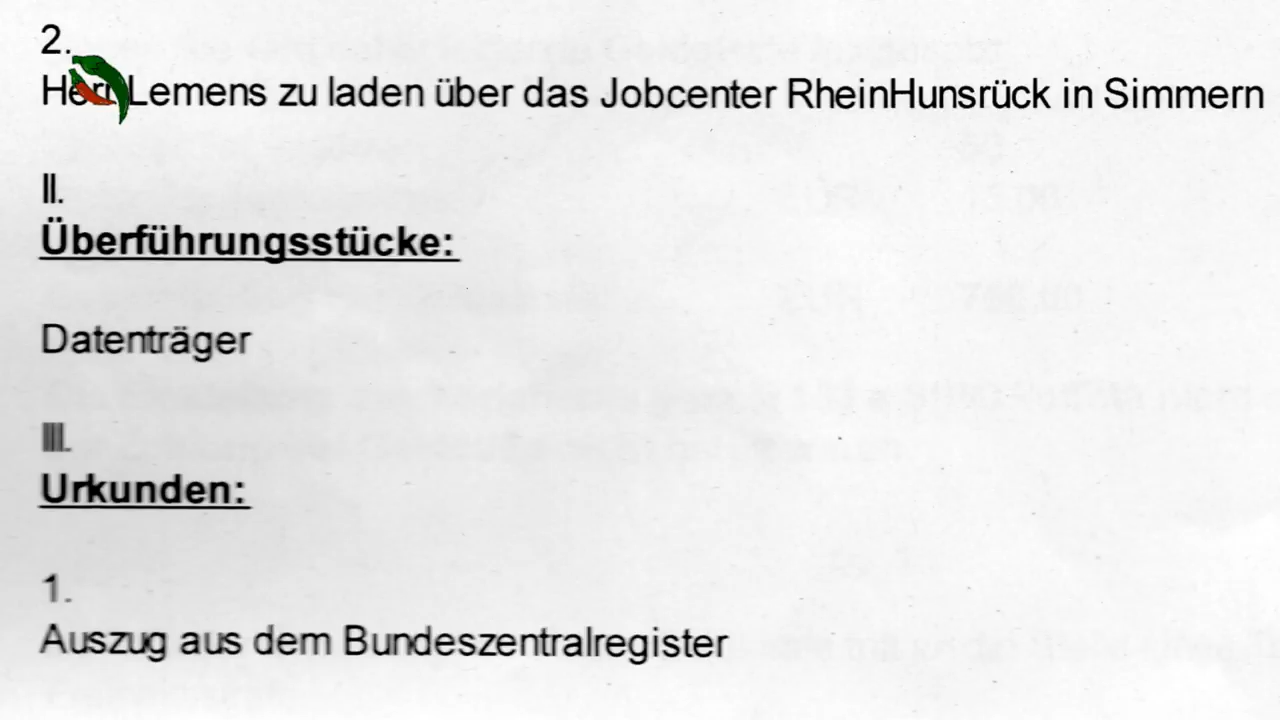 2.
Herr Lemens zu laden über das Jobcenter RheinHunsrück in Simmern
II.
Überführungsstücke:
Datenträger
III.
Urkunden:
1.
Auszug aus dem Bundeszentralregister